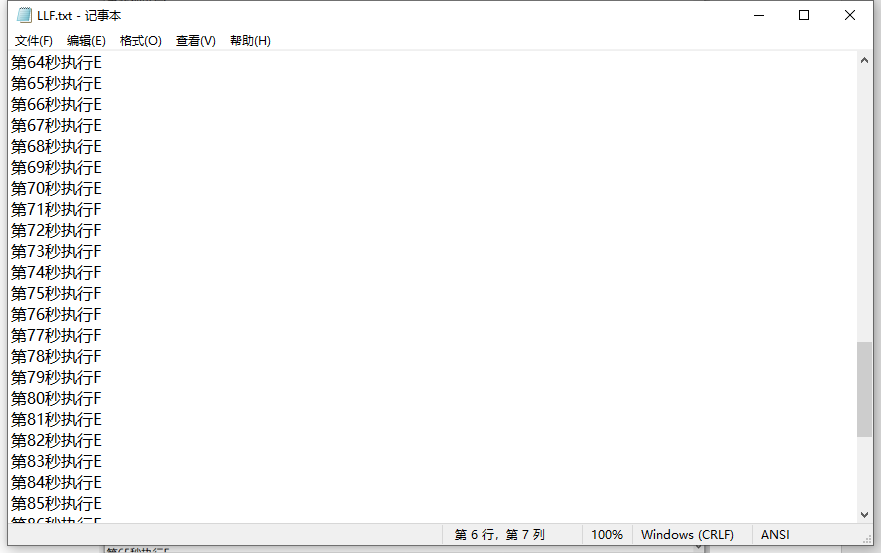 LLF.txt - 记事本
文件(F) 编辑(E) 格式(O) 查看(V) 帮助(H)
第64秒执行E
第65秒执行E
第66秒执行E
第67秒执行E
第68秒执行E
第69秒执行E
第70秒执行E
第71秒执行F
第72秒执行F
第73秒执行F
第74秒执行F
第75秒执行F
第76秒执行F
第77秒执行F
第78秒执行F
第79秒执行F
第80秒执行F
第81秒执行E
第82秒执行E
第83秒执行E
第84秒执行E
第85秒执行E
第 6 行，第 7 列 100% Windows (CRLF) ANSI